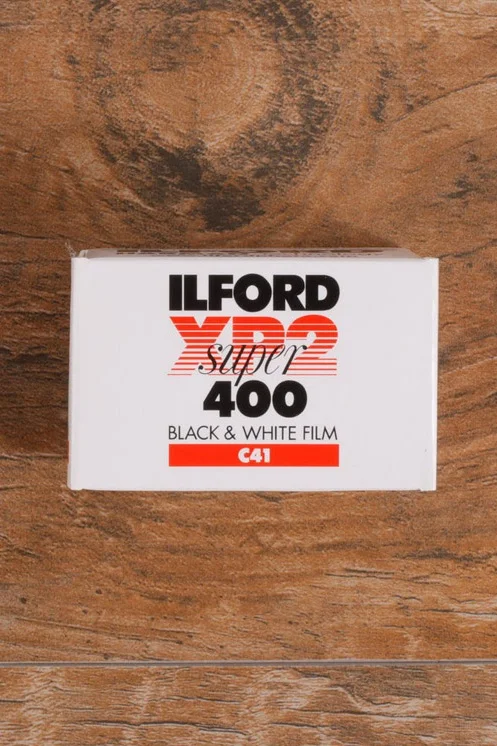 ILFORD
XP2
super
400
BLACK & WHITE FILM
C41